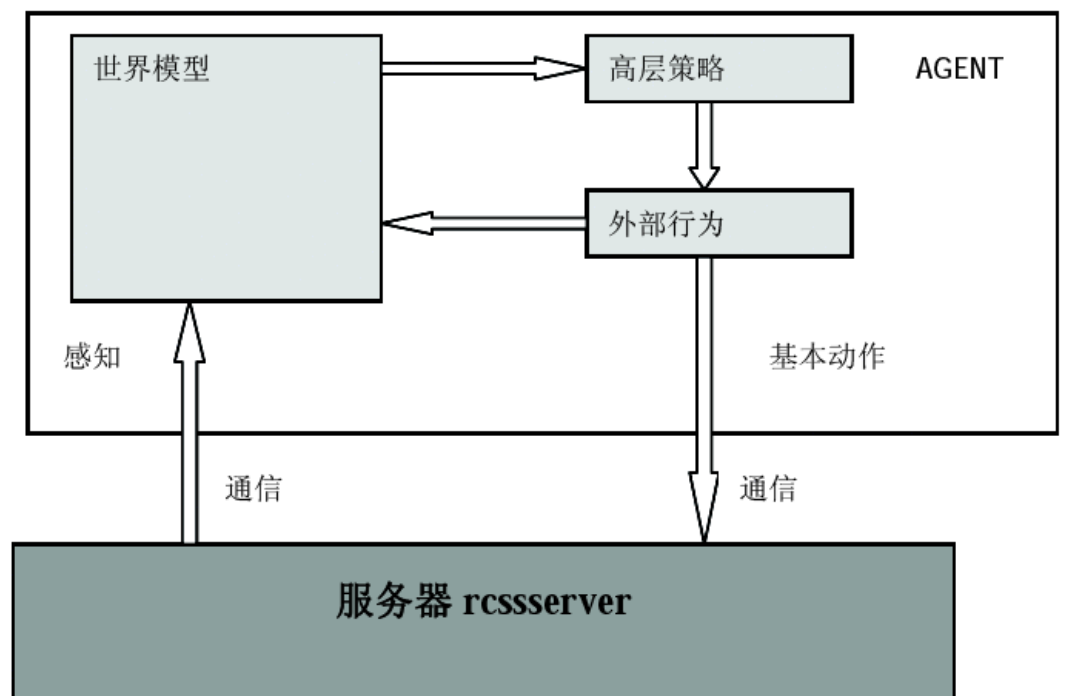 世界模型
高层策略
AGENT
外部行为
感知
基本动作
通信
通信
服务器 rcssserver